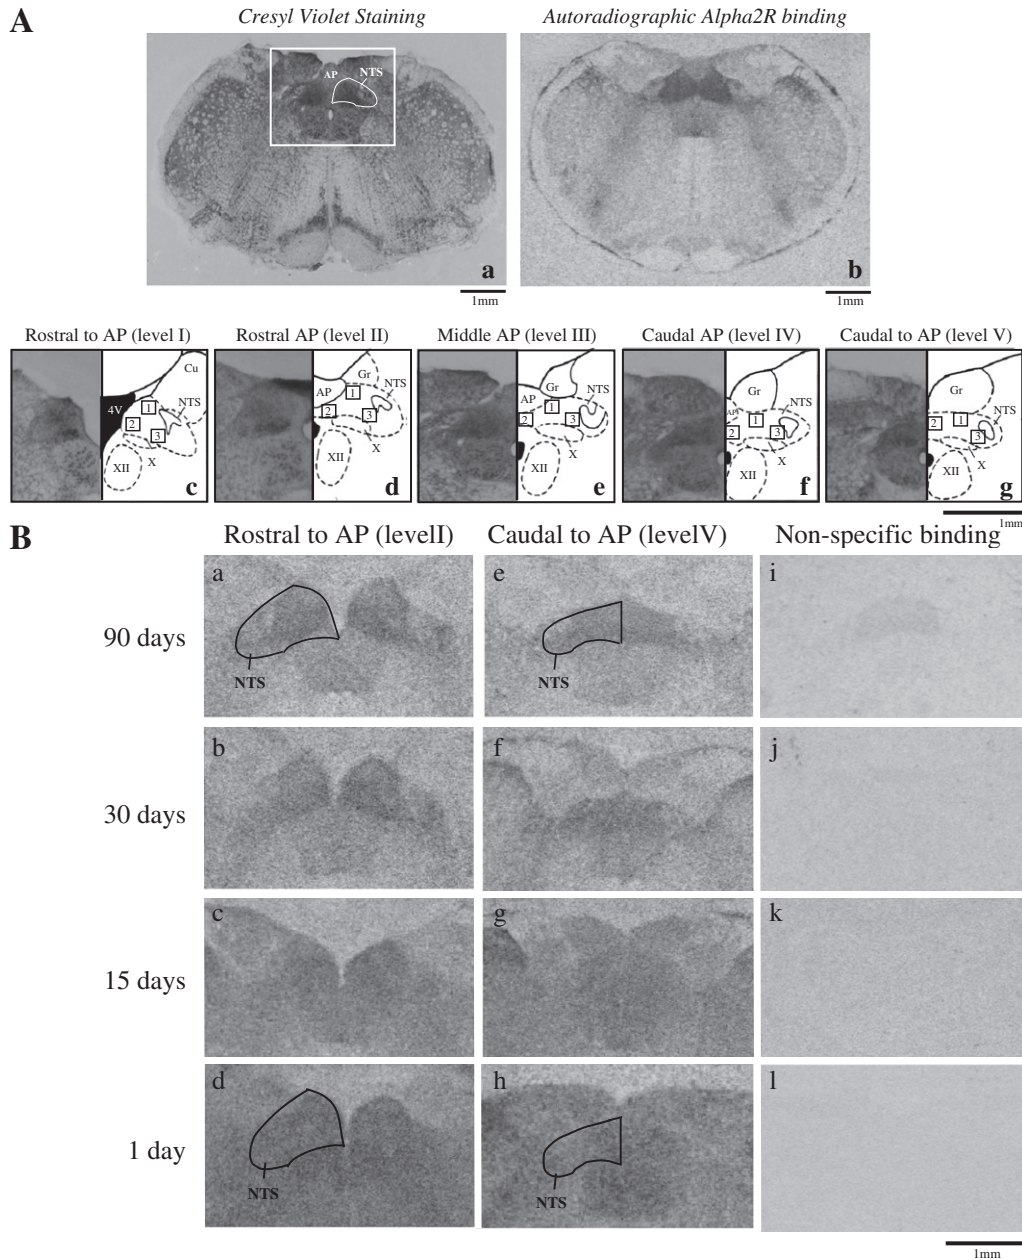 A
Cresyl Violet Staining
Autoradiographic Alpha2R binding
AP
NTS
a
b
1mm
1mm
Rostral to AP (level I)
Rostral AP (level II)
Middle AP (level III)
Caudal AP (level IV)
Caudal to AP (level V)
4V
Cu
NTS
1
2
3
X
XII
c
Gr
AP
NTS
1
2
3
X
XII
d
Gr
AP
NTS
1
2
3
X
XII
e
Gr
AP
NTS
1
2
3
X
XII
f
Gr
NTS
1
2
3
X
XII
g
1mm
B
Rostral to AP (levelI)
Caudal to AP (levelV)
Non-specific binding
90 days
a
NTS
e
NTS
i
30 days
b
f
j
15 days
c
g
k
1 day
d
NTS
h
NTS
l
1mm